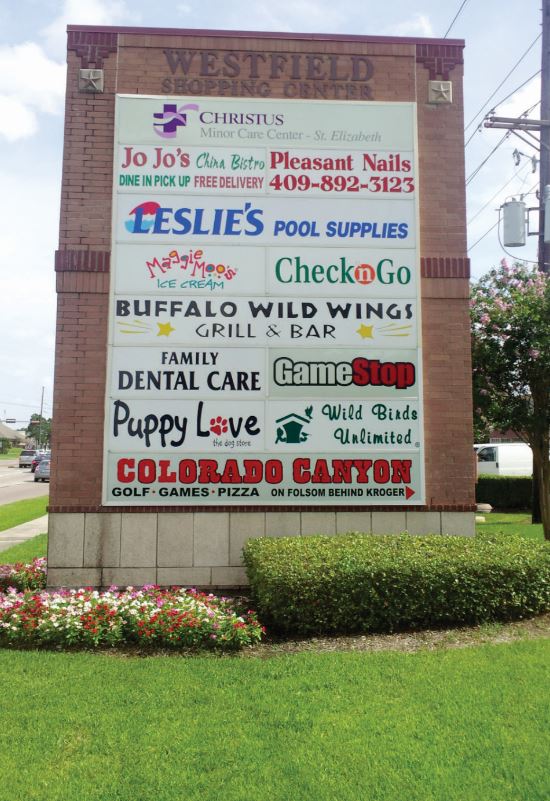 WESTFIELD
SHOPPING CENTER
CHRISTUS
Minor Care Center - St. Elizabeth
Jo Jo's China Bistro
DINE IN PICK UP FREE DELIVERY
Pleasant Nails
409-892-3123
LESLIE'S POOL SUPPLIES
Maggie Moo's
ICE CREAM
Check'n Go
BUFFALO WILD WINGS
GRILL & BAR
FAMILY
DENTAL CARE
GameStop
Puppy Love
the dog store
Wild Birds
Unlimited
COLORADO CANYON
GOLF · GAMES · PIZZA ON FOLSOM BEHIND KROGER